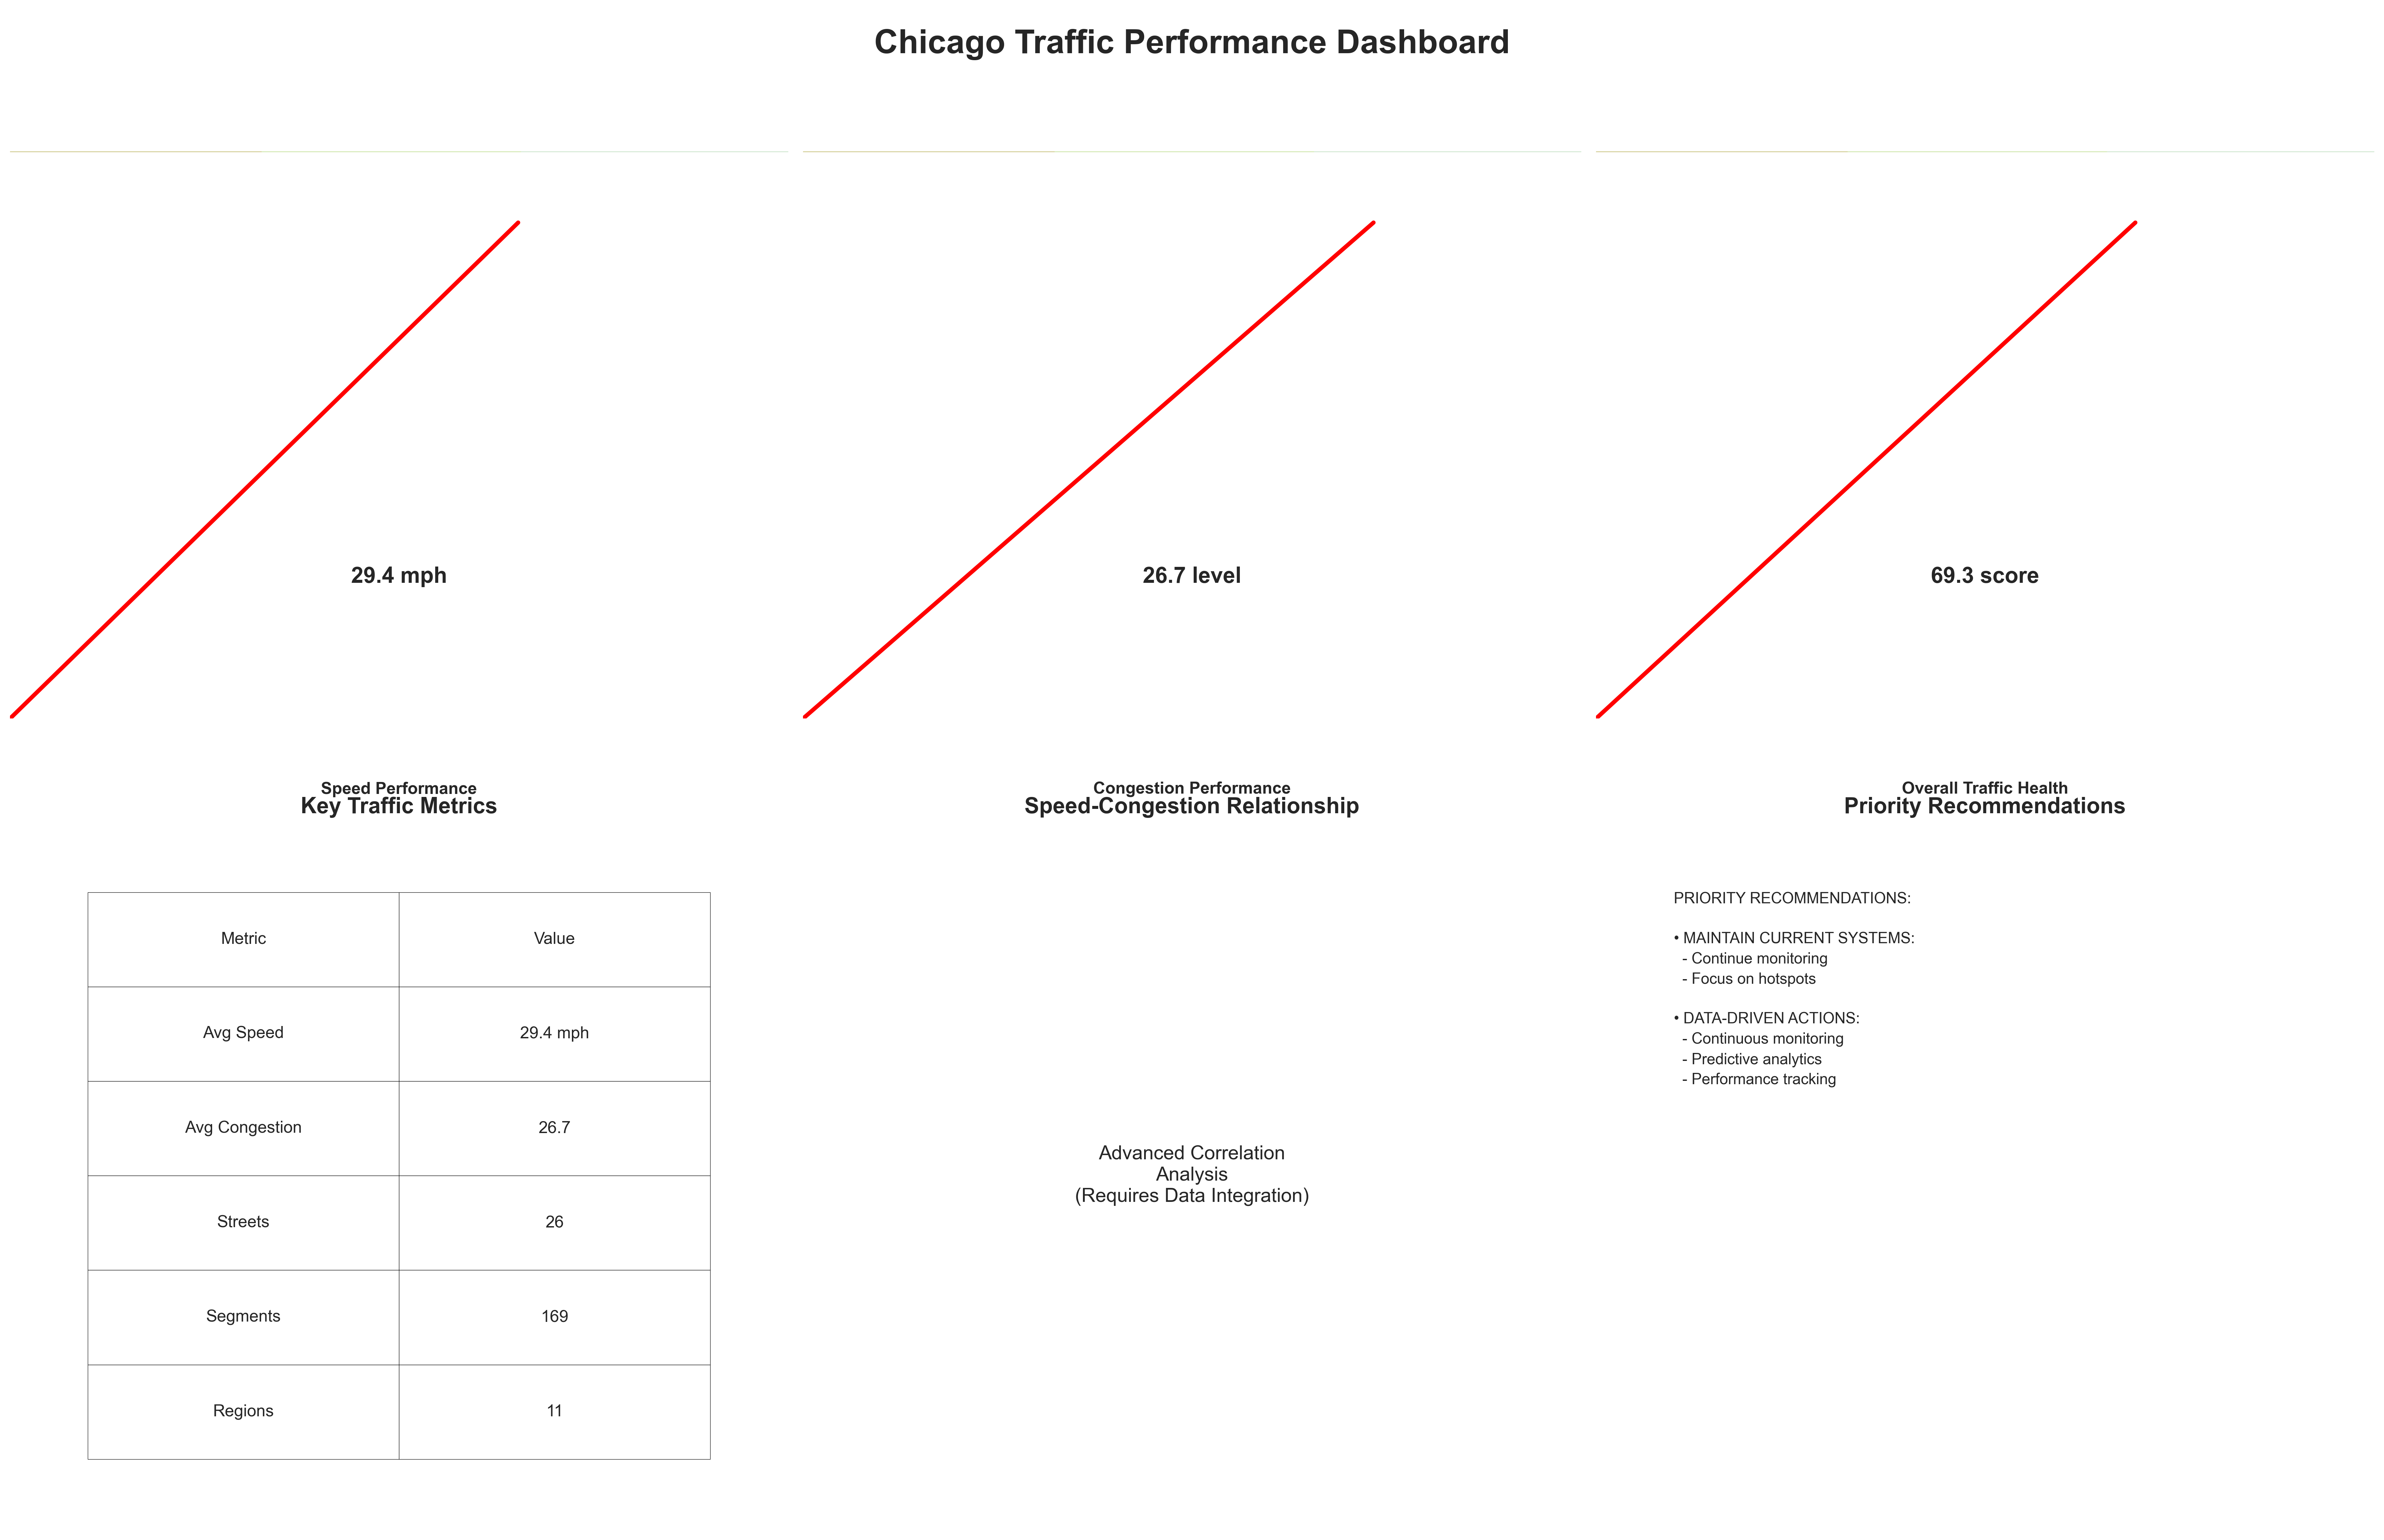 Chicago Traffic Performance Dashboard
29.4 mph
26.7 level
69.3 score
Speed Performance
Congestion Performance
Overall Traffic Health
Key Traffic Metrics
Speed-Congestion Relationship
Priority Recommendations
Metric Value
Avg Speed 29.4 mph
Avg Congestion 26.7
Streets 26
Segments 169
Regions 11
Advanced Correlation
Analysis
(Requires Data Integration)
PRIORITY RECOMMENDATIONS:
• MAINTAIN CURRENT SYSTEMS:
- Continue monitoring
- Focus on hotspots
• DATA-DRIVEN ACTIONS:
- Continuous monitoring
- Predictive analytics
- Performance tracking